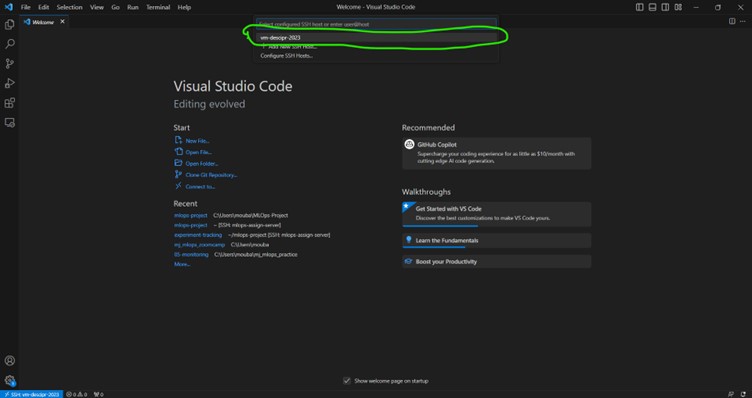 File Edit Selection View Go Run Terminal Help
Welcome - Visual Studio Code
Welcome
Select configured SSH host or enter user@host
vm-descipr-2023
Add New SSH Host...
Configure SSH Hosts...
Visual Studio Code
Editing evolved
Start
New File...
Open File...
Open Folder...
Clone Git Repository...
Connect to...
Recent
mlops-project C:\Users\mouba\MLOps-Project
mlops-project ~ [SSH: mlops-assign-server]
experiment-tracking ~/mlops-project [SSH: mlops-assign-server]
mj_mlops_zoomcamp C:\Users\mouba
05-monitoring C:\Users\mouba\mj_mlops_practice
More...
Recommended
GitHub Copilot
Supercharge your coding experience for as little as $10/month with
cutting edge AI code generation.
Walkthroughs
Get Started with VS Code
Discover the best customizations to make VS Code yours.
Learn the Fundamentals
Boost your Productivity
Show welcome page on startup
SSH: vm-descipr-2023 0 0 0